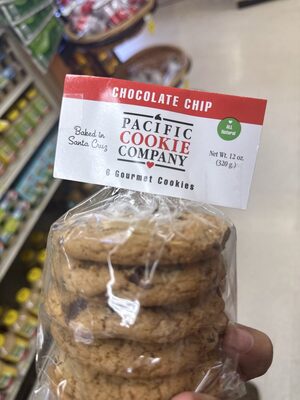 CHOCOLATE CHIP
Baked in
Santa Cruz
PACIFIC
COOKIE
COMPANY
ALL
Natural
Net Wt. 12 oz.
(320 g.)
6 Gourmet Cookies